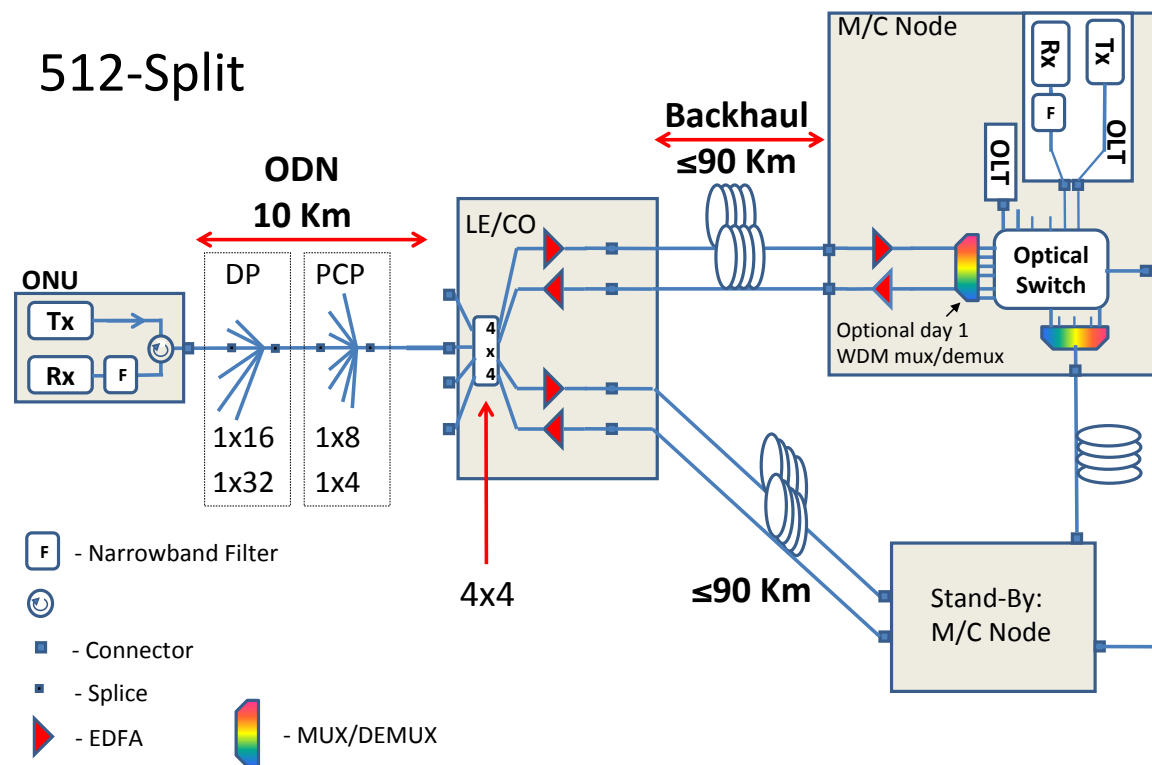 512-Split
M/C Node
Rx
Tx
F
OLT
OLT
Backhaul
≤90 Km
ODN
10 Km
LE/CO
DP
PCP
ONU
Tx
Rx
F
4
x
4
Optical
Switch
Optional day 1
WDM mux/demux
1x16
1x8
1x32
1x4
F
- Narrowband Filter
4x4
≤90 Km
Stand-By:
M/C Node
- Connector
- Splice
- EDFA
- MUX/DEMUX